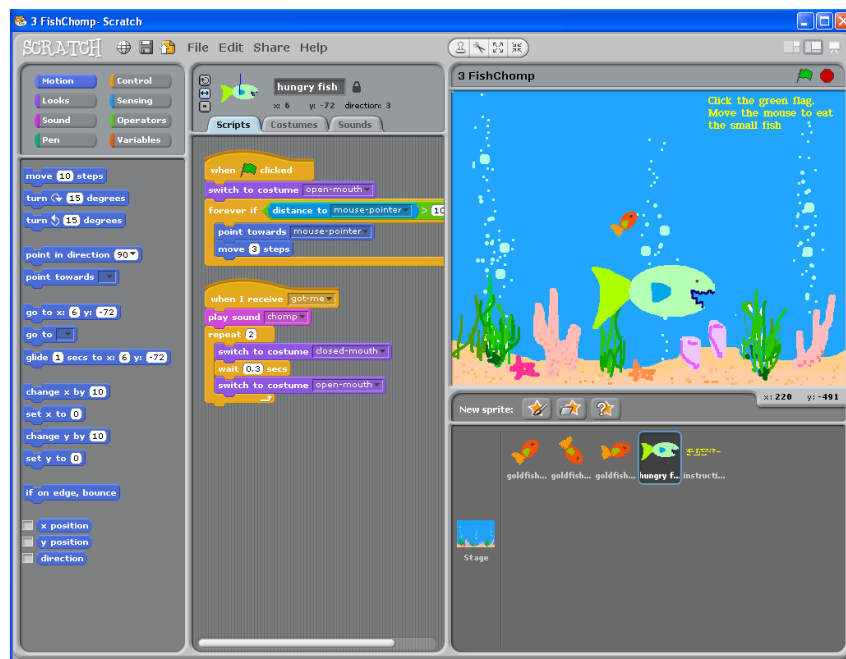 3 FishChomp- Scratch
SCRATCH File Edit Share Help
Motion Control
Looks Sensing
Sound Operators
Pen Variables
move 10 steps
turn 15 degrees
turn 15 degrees
point in direction 90
point towards
go to x: 6 y: -72
go to
glide 1 secs to x: 6 y: -72
change x by 10
set x to 0
change y by 10
set y to 0
if on edge, bounce
x position
y position
direction
hungry fish
x: 6 y: -72 direction: 3
Scripts Costumes Sounds
when clicked
switch to costume open-mouth
forever if distance to mouse-pointer > 10
point towards mouse-pointer
move 3 steps
when I receive got-me
play sound chomp
repeat 2
switch to costume closed-mouth
wait 0.3 secs
switch to costume open-mouth
3 FishChomp
Click the green flag.
Move the mouse to eat
the small fish
x: 220 y: -491
New sprite:
goldfish... goldfish... goldfish... hungry f... instructi...
Stage